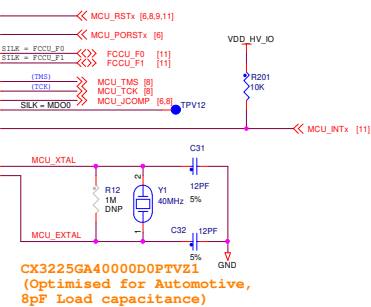 MCU_RSTx [6,8,9,11]
MCU_PORSTx [6]
SILK = FCCU_F0
FCCU_F0 [11]
SILK = FCCU_F1
FCCU_F1 [11]
(TMS)
MCU_TMS [8]
(TCK)
MCU_TCK [8]
MCU_JCOMP [6,8]
SILK = MDO0
TPV12
VDD_HV_IO
R201
10K
MCU_INTx [11]
MCU_XTAL
C31
12PF
5%
R12
1M
DNP
2
Y1
40MHz
1
C32
12PF
5%
MCU_EXTAL
GND
CX3225GA40000D0PTVZ1
(Optimised for Automotive,
8pF Load capacitance)